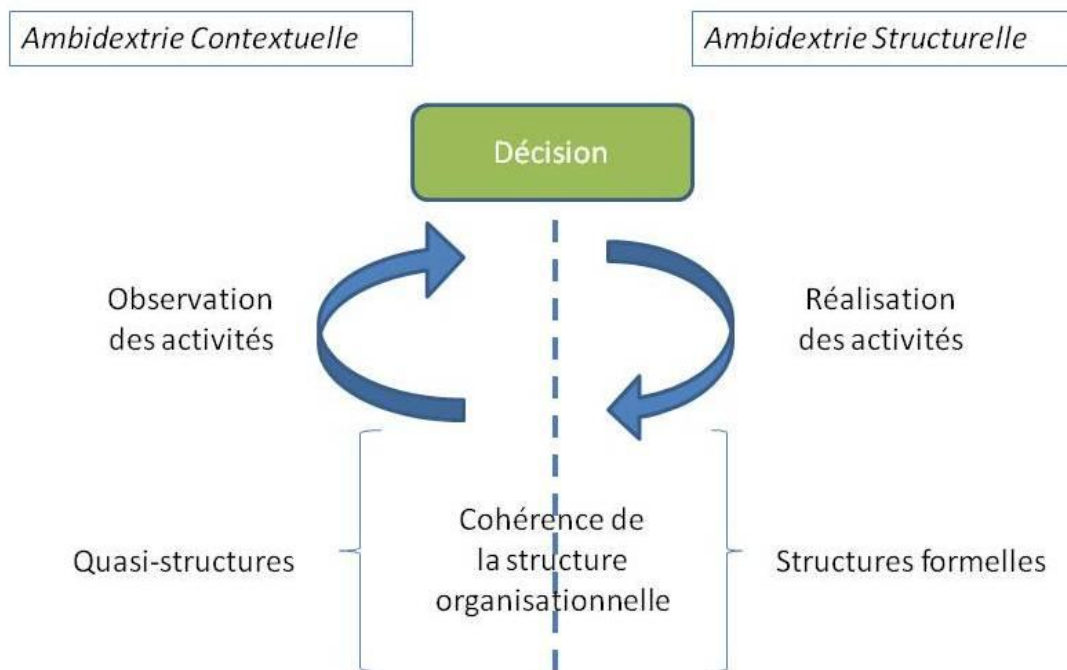 Ambidextrie Contextuelle
Ambidextrie Structurelle
Décision
Observation
des activités
Réalisation
des activités
Quasi-structures
Cohérence de
la structure
organisationnelle
Structures formelles